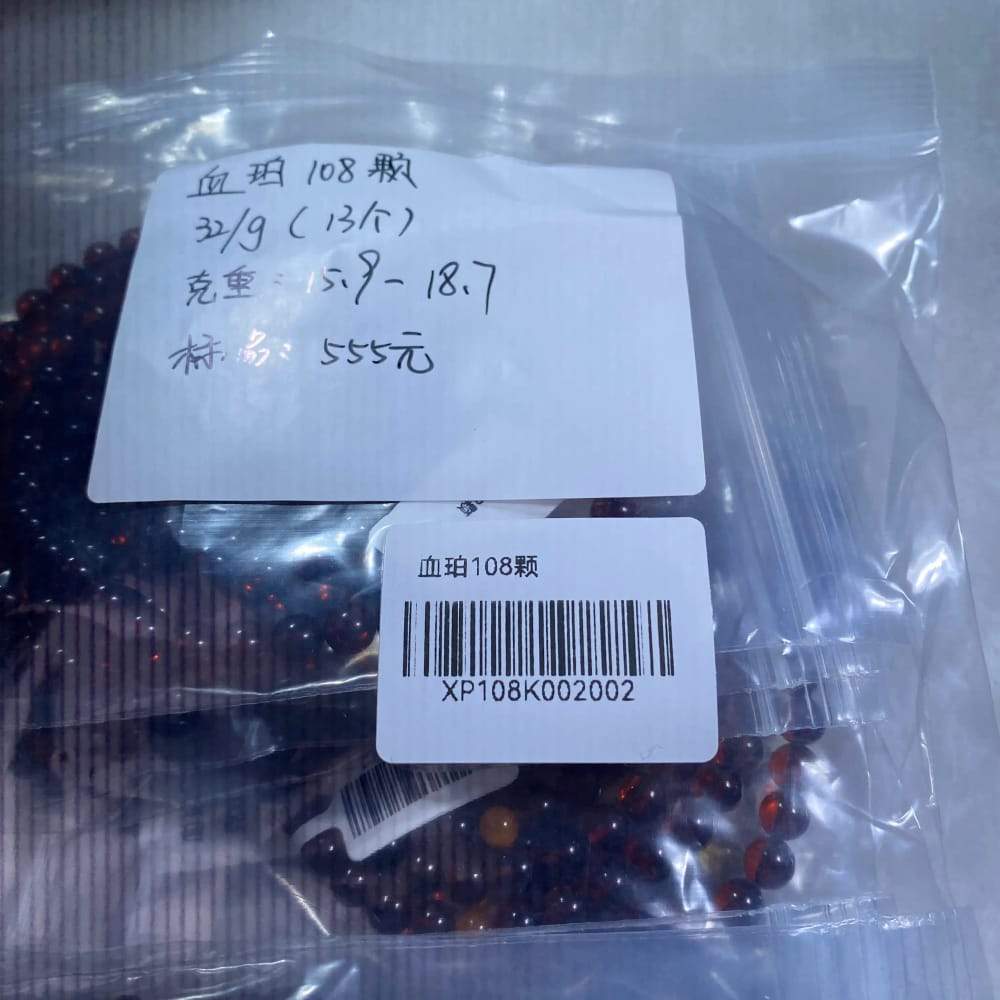 血珀 108颗
32/g (13个)
克重：15.9-18.7
标价：555元
血珀108颗
XP108K002002